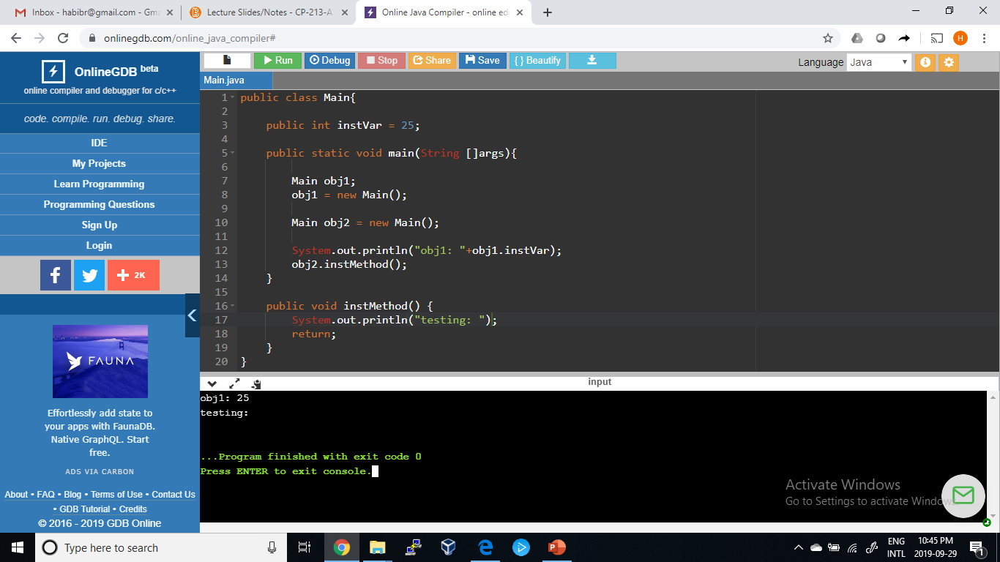 Inbox - habibr@gmail.com - Gma
Lecture Slides/Notes - CP-213-A
Online Java Compiler - online edi
onlinegdb.com/online_java_compiler#
H
OnlineGDB beta
online compiler and debugger for c/c++
code. compile. run. debug. share.
IDE
My Projects
Learn Programming
Programming Questions
Sign Up
Login
2K
FAUNA
Effortlessly add state to
your apps with FaunaDB.
Native GraphQL. Start
free.
ADS VIA CARBON
About • FAQ • Blog • Terms of Use • Contact Us
• GDB Tutorial • Credits
© 2016 - 2019 GDB Online
Run Debug Stop Share Save { } Beautify
Language Java
Main.java
1 public class Main{
2
3 public int instVar = 25;
4
5 public static void main(String []args){
6
7 Main obj1;
8 obj1 = new Main();
9
10 Main obj2 = new Main();
11
12 System.out.println("obj1: "+obj1.instVar);
13 obj2.instMethod();
14 }
15
16 public void instMethod() {
17 System.out.println("testing: ");
18 return;
19 }
20 }
input
obj1: 25
testing:
...Program finished with exit code 0
Press ENTER to exit console.
Activate Windows
Go to Settings to activate Windows.
Type here to search
ENG
INTL
10:45 PM
2019-09-29
1